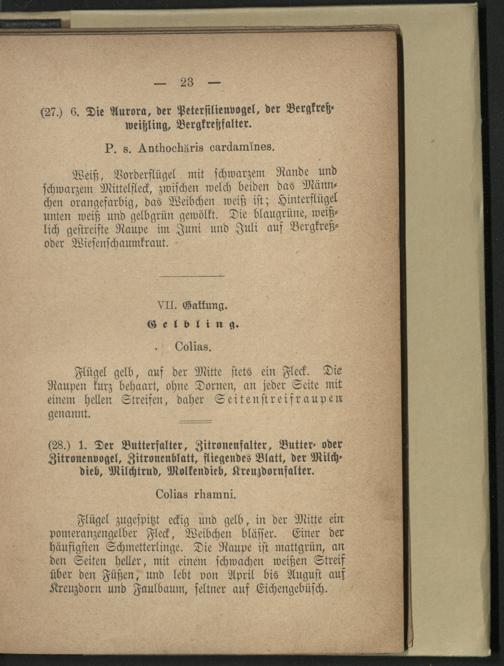 — 23 —
(27.) 6. Die Aurora, der Petersilienvogel, der Bergkreß-
weißling, Bergkreßfalter.
P. s. Anthochāris cardamĭnes.
Weiß, Vorderflügel mit schwarzem Rande und
schwarzem Mittelfleck, zwischen welch beiden das Männ-
chen orangefarbig, das Weibchen weiß ist; Hinterflügel
unten weiß und gelbgrün gewölkt. Die blaugrüne, weiß-
lich gestreifte Raupe im Juni und Juli auf Bergkreß-
oder Wiesenschaumkraut.
VII. Gattung.
Gelbling.
Colias.
Flügel gelb, auf der Mitte stets ein Fleck. Die
Raupen kurz behaart, ohne Dornen, an jeder Seite mit
einem hellen Streifen, daher Seitenstreifraupen
genannt.
(28.) 1. Der Butterfalter, Zitronenfalter, Butter- oder
Zitronenvogel, Zitronenblatt, fliegendes Blatt, der Milch-
dieb, Milchtrud, Molkendieb, Kreuzdornfalter.
Colias rhamni.
Flügel zugespitzt eckig und gelb, in der Mitte ein
pomeranzengelber Fleck, Weibchen blässer. Einer der
häufigsten Schmetterlinge. Die Raupe ist mattgrün, an
den Seiten heller, mit einem schwachen weißen Streif
über den Füßen, und lebt von April bis August auf
Kreuzdorn und Faulbaum, seltner auf Eichengebüsch.